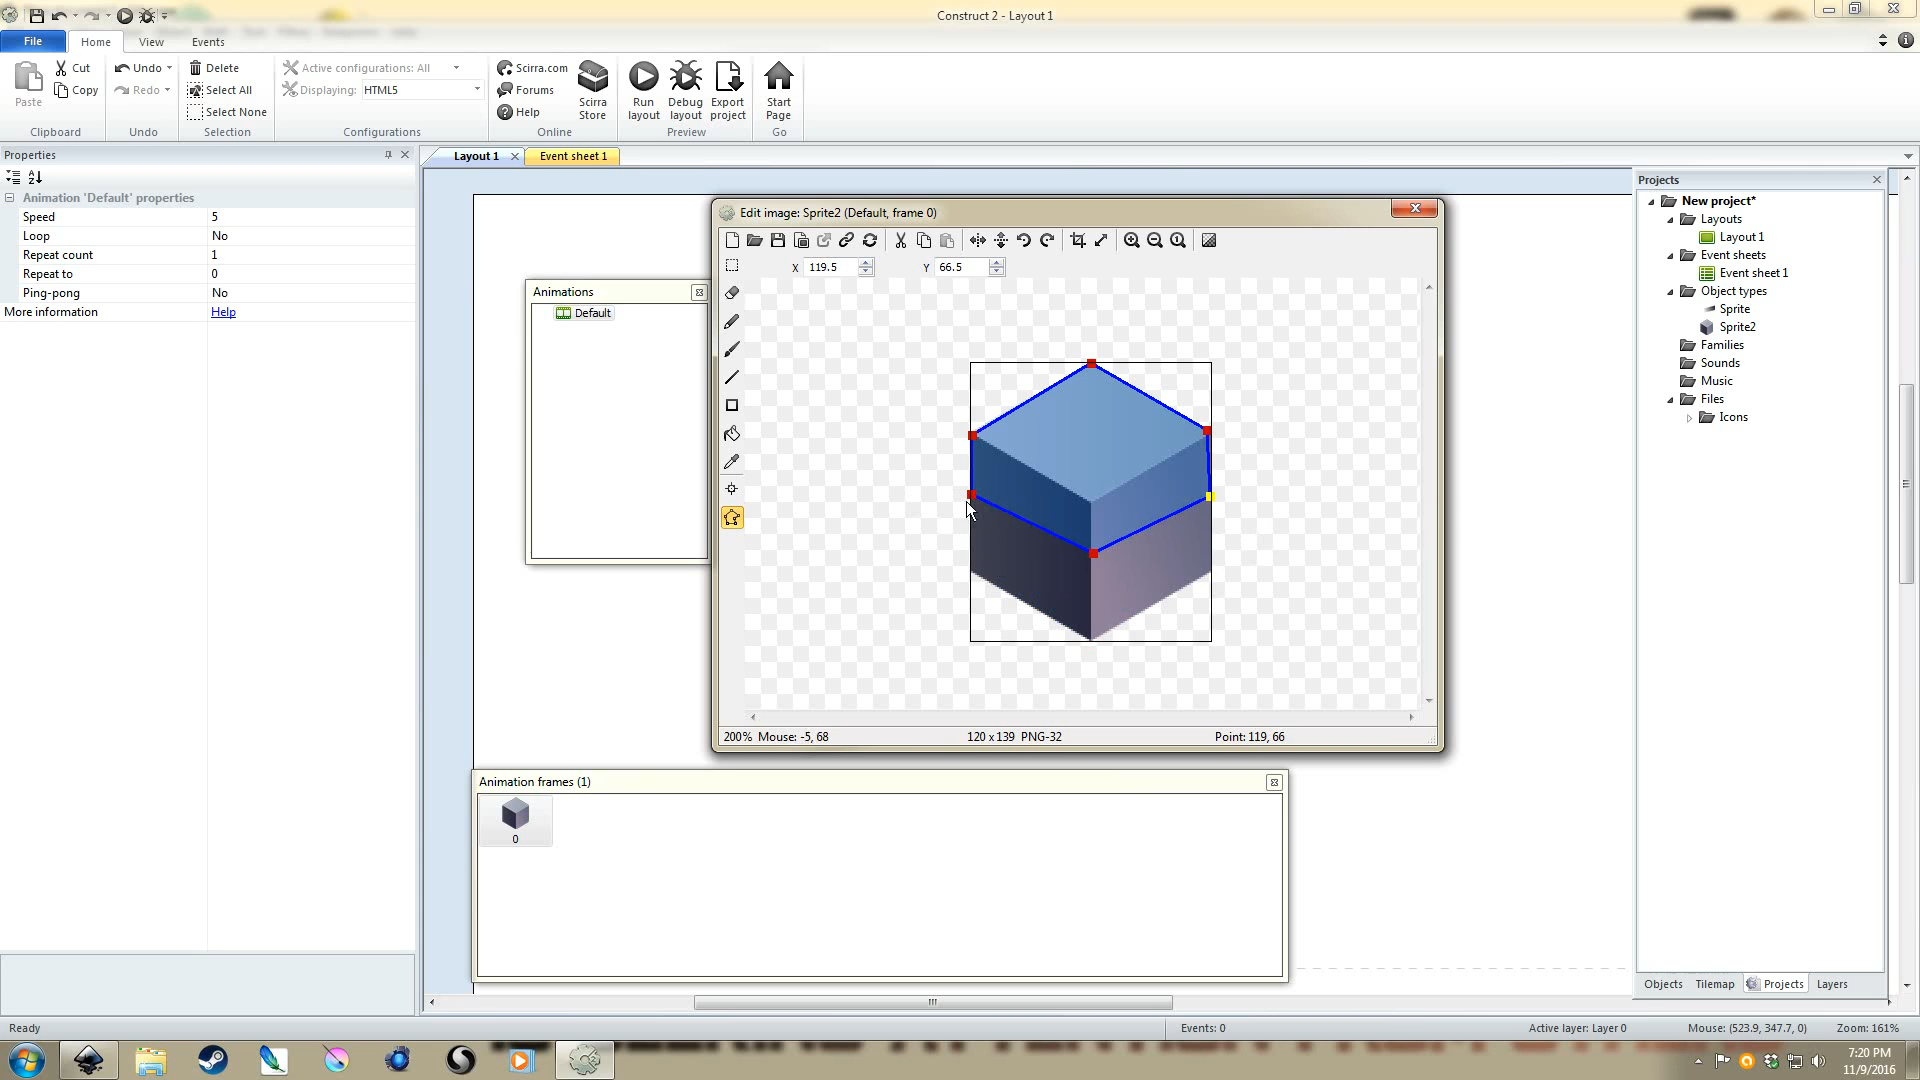 Construct 2 - Layout 1
File Home View Events
Paste Cut Copy
Clipboard
Undo Redo
Undo
Delete
Select All
Select None
Selection
Active configurations: All
Displaying: HTML5
Configurations
Scirra.com
Forums
Help
Scirra Store
Online
Run layout Debug layout Export project
Preview
Start Page
Go
Properties
Layout 1 Event sheet 1
Animation 'Default' properties
Speed 5
Loop No
Repeat count 1
Repeat to 0
Ping-pong No
More information Help
Animations
Default
Edit image: Sprite2 (Default, frame 0)
X 119.5 Y 66.5
200% Mouse: -5, 68 120 x 139 PNG-32 Point: 119, 66
Animation frames (1)
0
Projects
New project*
Layouts
Layout 1
Event sheets
Event sheet 1
Object types
Sprite
Sprite2
Families
Sounds
Music
Files
Icons
Objects Tilemap Projects Layers
Ready Events: 0 Active layer: Layer 0 Mouse: (523.9, 347.7, 0) Zoom: 161%
7:20 PM
11/9/2016